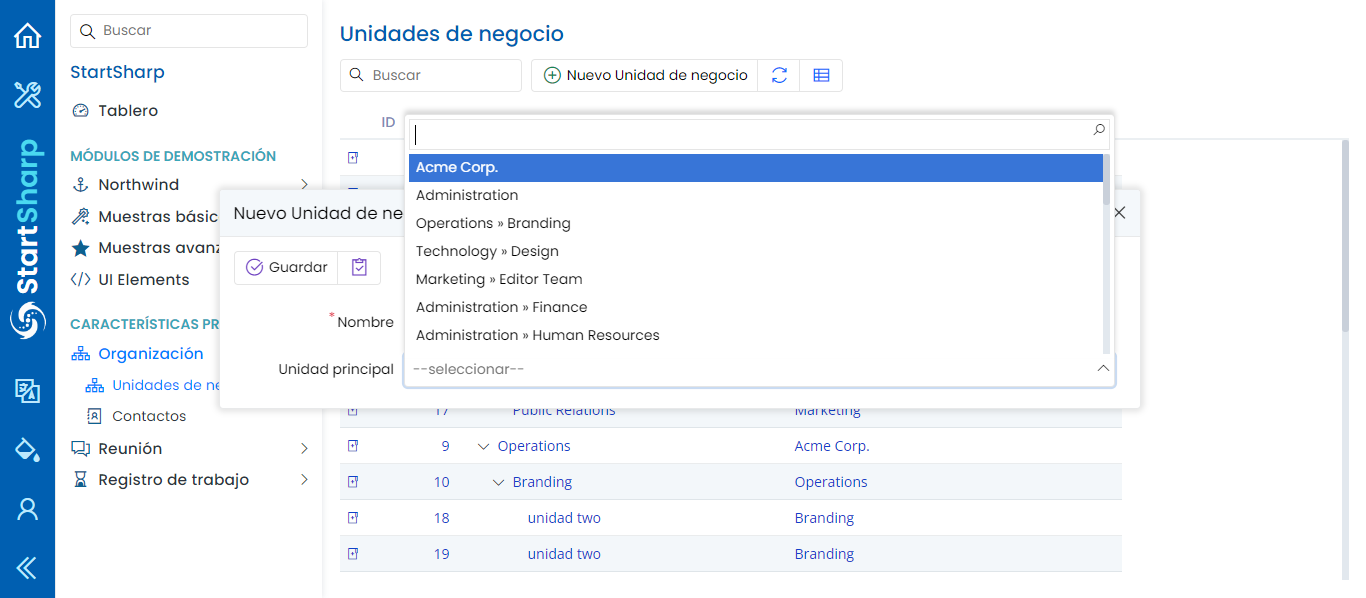 StartSharp
Buscar
StartSharp
Tablero
MÓDULOS DE DEMOSTRACIÓN
Northwind
Muestras básic
Muestras avanz
UI Elements
CARACTERÍSTICAS PR
Organización
Unidades de ne
Contactos
Reunión
Registro de trabajo
Unidades de negocio
Buscar
Nuevo Unidad de negocio
ID
Nuevo Unidad de ne
Guardar
*Nombre
Acme Corp.
Administration
Operations » Branding
Technology » Design
Marketing » Editor Team
Administration » Finance
Administration » Human Resources
Unidad principal --seleccionar--
17 Public Relations Marketing
9 Operations Acme Corp.
10 Branding Operations
18 unidad two Branding
19 unidad two Branding